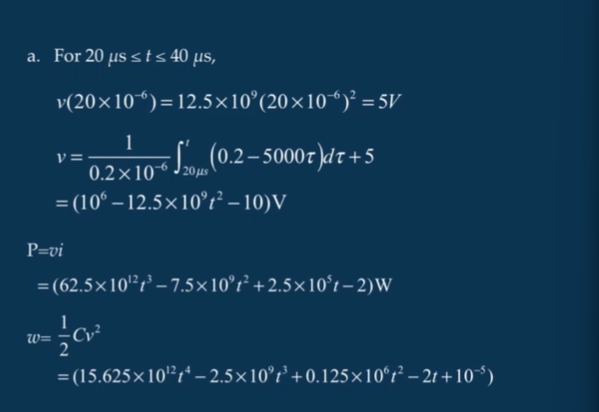 a. For 20 μs ≤ t ≤ 40 μs,
v(20×10⁻⁶)=12.5×10⁹(20×10⁻⁶)² = 5V
v = 1/(0.2×10⁻⁶) ∫_{20μs}^{t} (0.2−5000τ)dτ+5
=(10⁶−12.5×10⁹t²−10)V
P=vi
=(62.5×10¹²t³−7.5×10⁹t²+2.5×10⁵t−2)W
w= 1/2 Cv²
=(15.625×10¹²t⁴−2.5×10⁹t³+0.125×10⁶t²−2t+10⁻⁵)